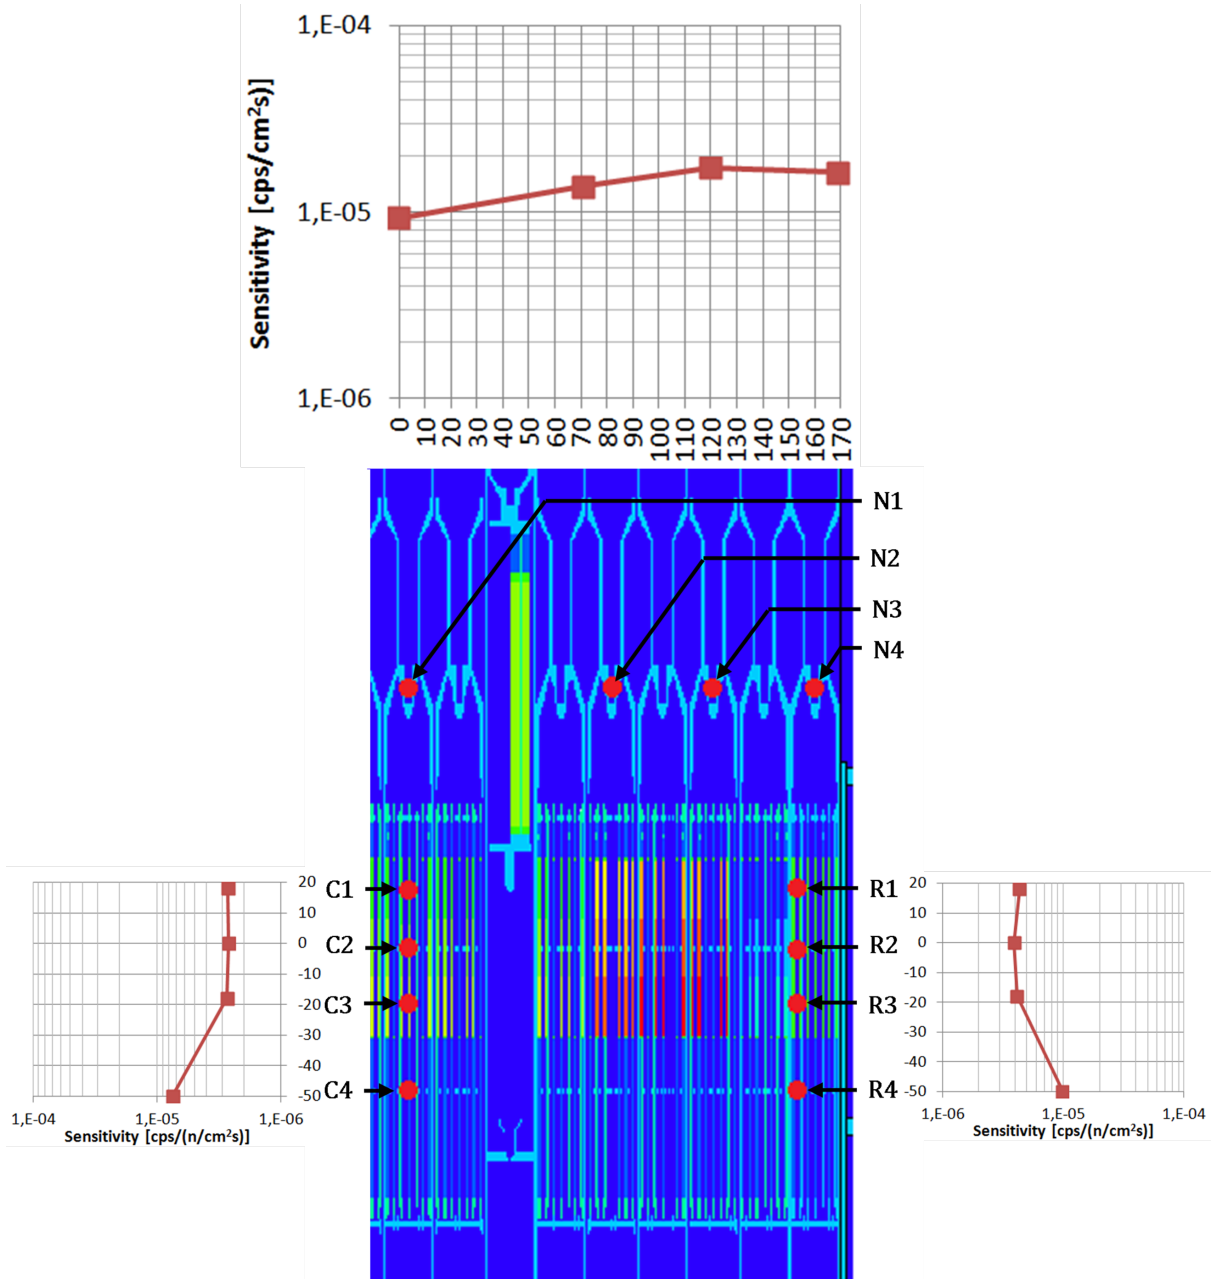 1,E-04
1,E-05
1,E-06
Sensitivity [cps/cm²s)]
0 10 20 30 40 50 60 70 80 90 100 110 120 130 140 150 160 170
N1
N2
N3
N4
C1
C2
C3
C4
R1
R2
R3
R4
20
10
0
-10
-20
-30
-40
-50
1,E-04 1,E-05 1,E-06
Sensitivity [cps/(n/cm²s)]
20
10
0
-10
-20
-30
-40
-50
1,E-06 1,E-05 1,E-04
Sensitivity [cps/(n/cm²s)]